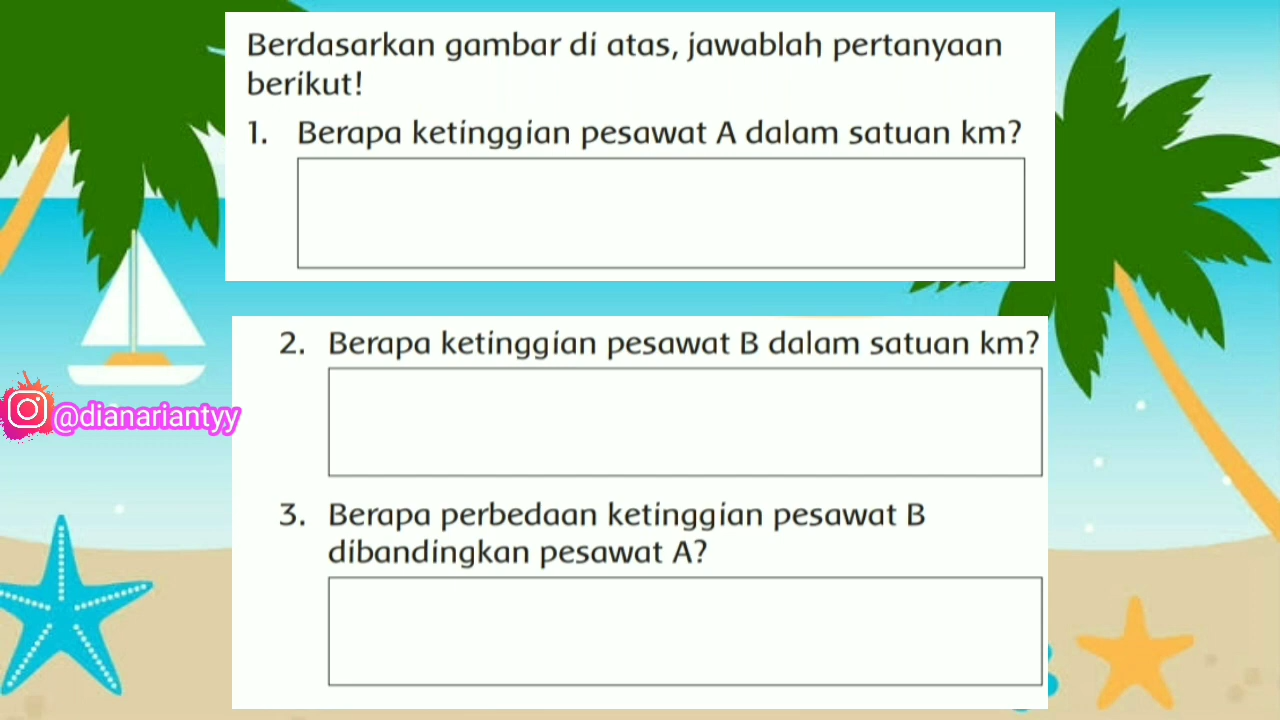 Berdasarkan gambar di atas, jawablah pertanyaan
berikut!
1. Berapa ketinggian pesawat A dalam satuan km?
2. Berapa ketinggian pesawat B dalam satuan km?
@dianariantyy
3. Berapa perbedaan ketinggian pesawat B
dibandingkan pesawat A?